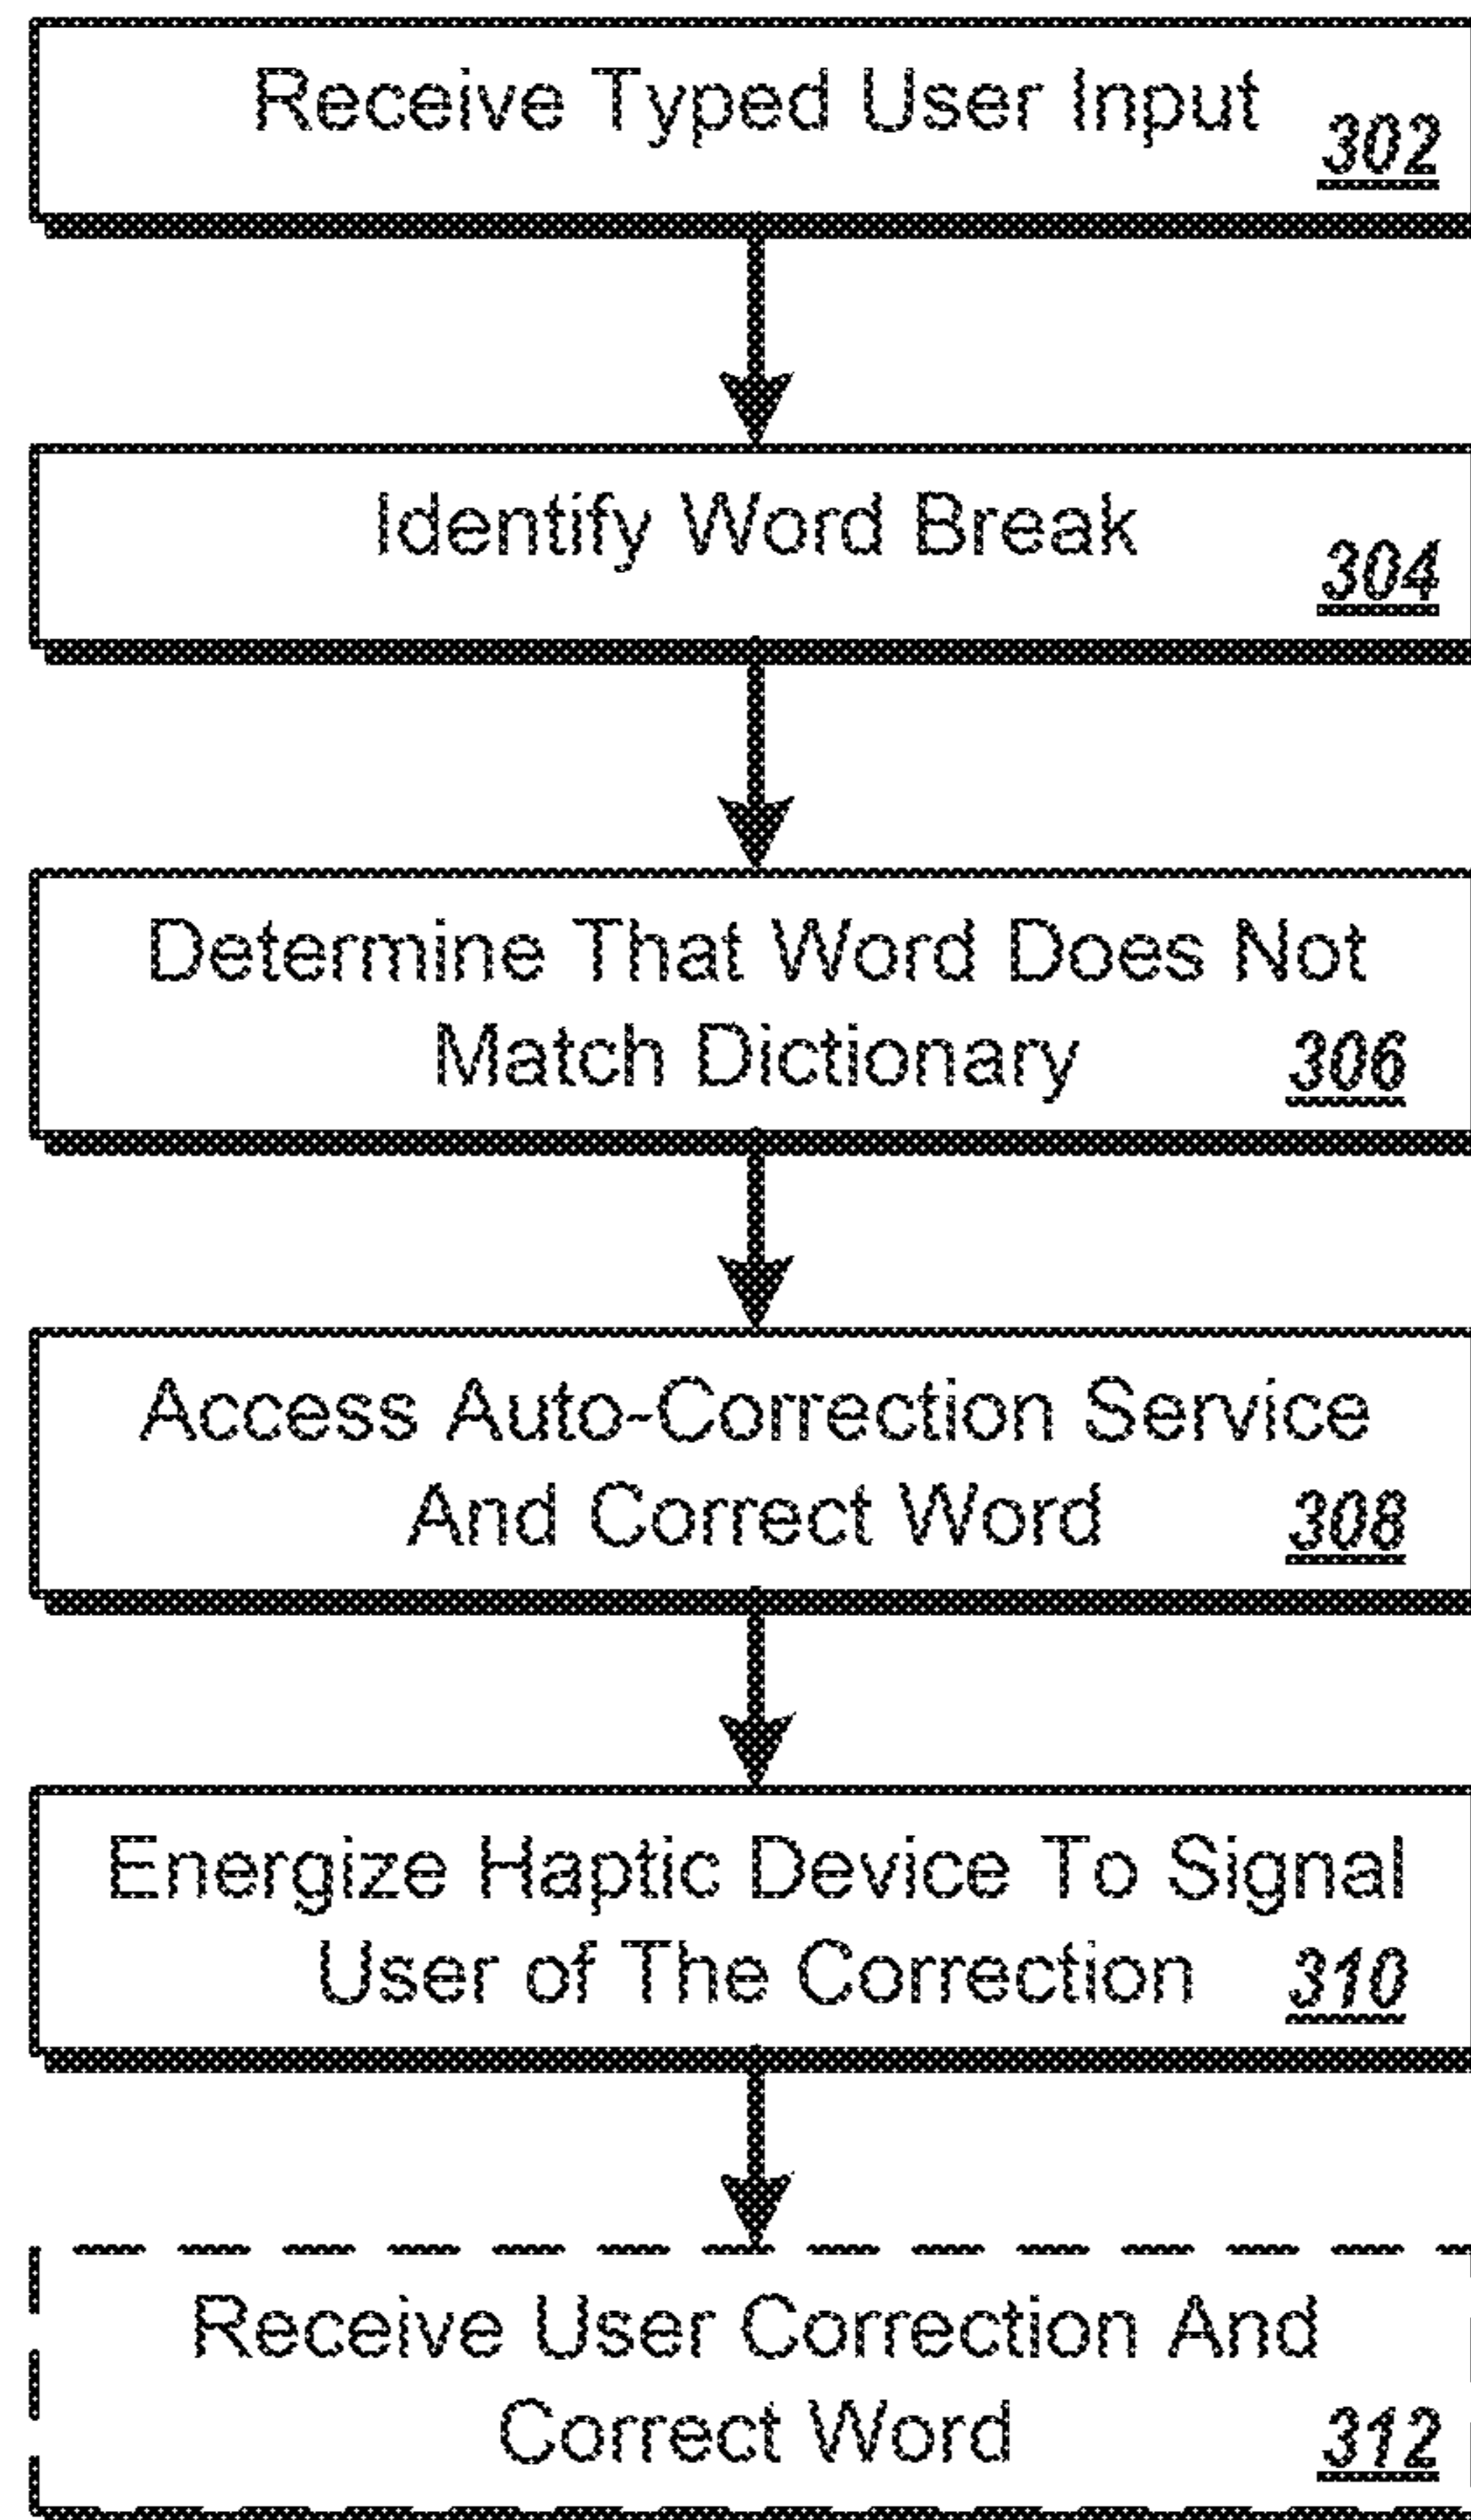 Receive Typed User Input
302
Identify Word Break
304
Determine That Word Does Not
Match Dictionary 306
Access Auto-Correction Service
And Correct Word 308
Energize Haptic Device To Signal
User of The Correction 310
Receive User Correction And
Correct Word 312